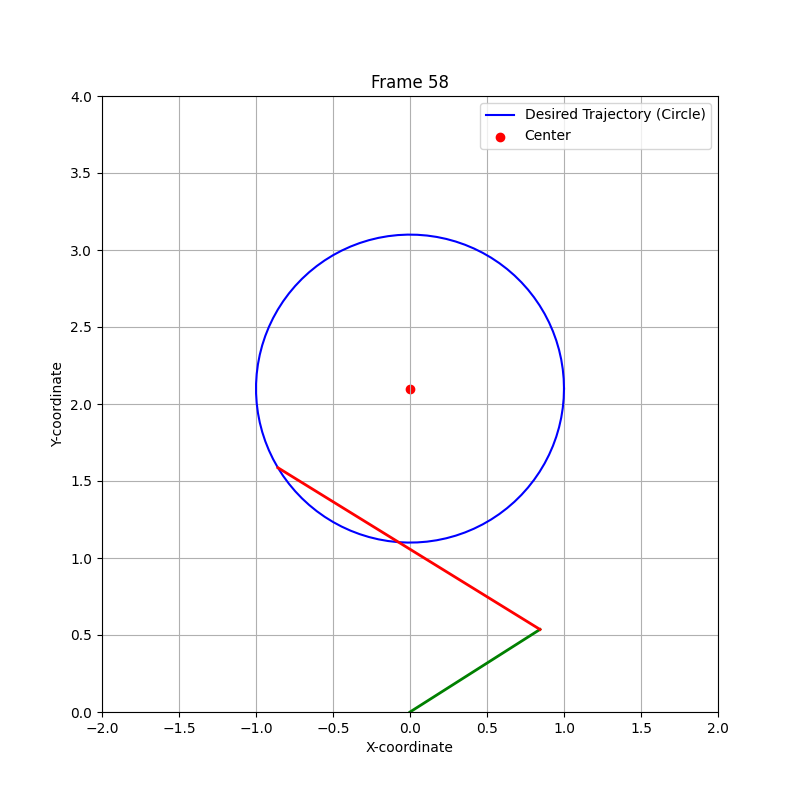 Frame 58
Desired Trajectory (Circle)
Center
4.0
3.5
3.0
2.5
2.0
1.5
1.0
0.5
0.0
Y-coordinate
−2.0 −1.5 −1.0 −0.5 0.0 0.5 1.0 1.5 2.0
X-coordinate